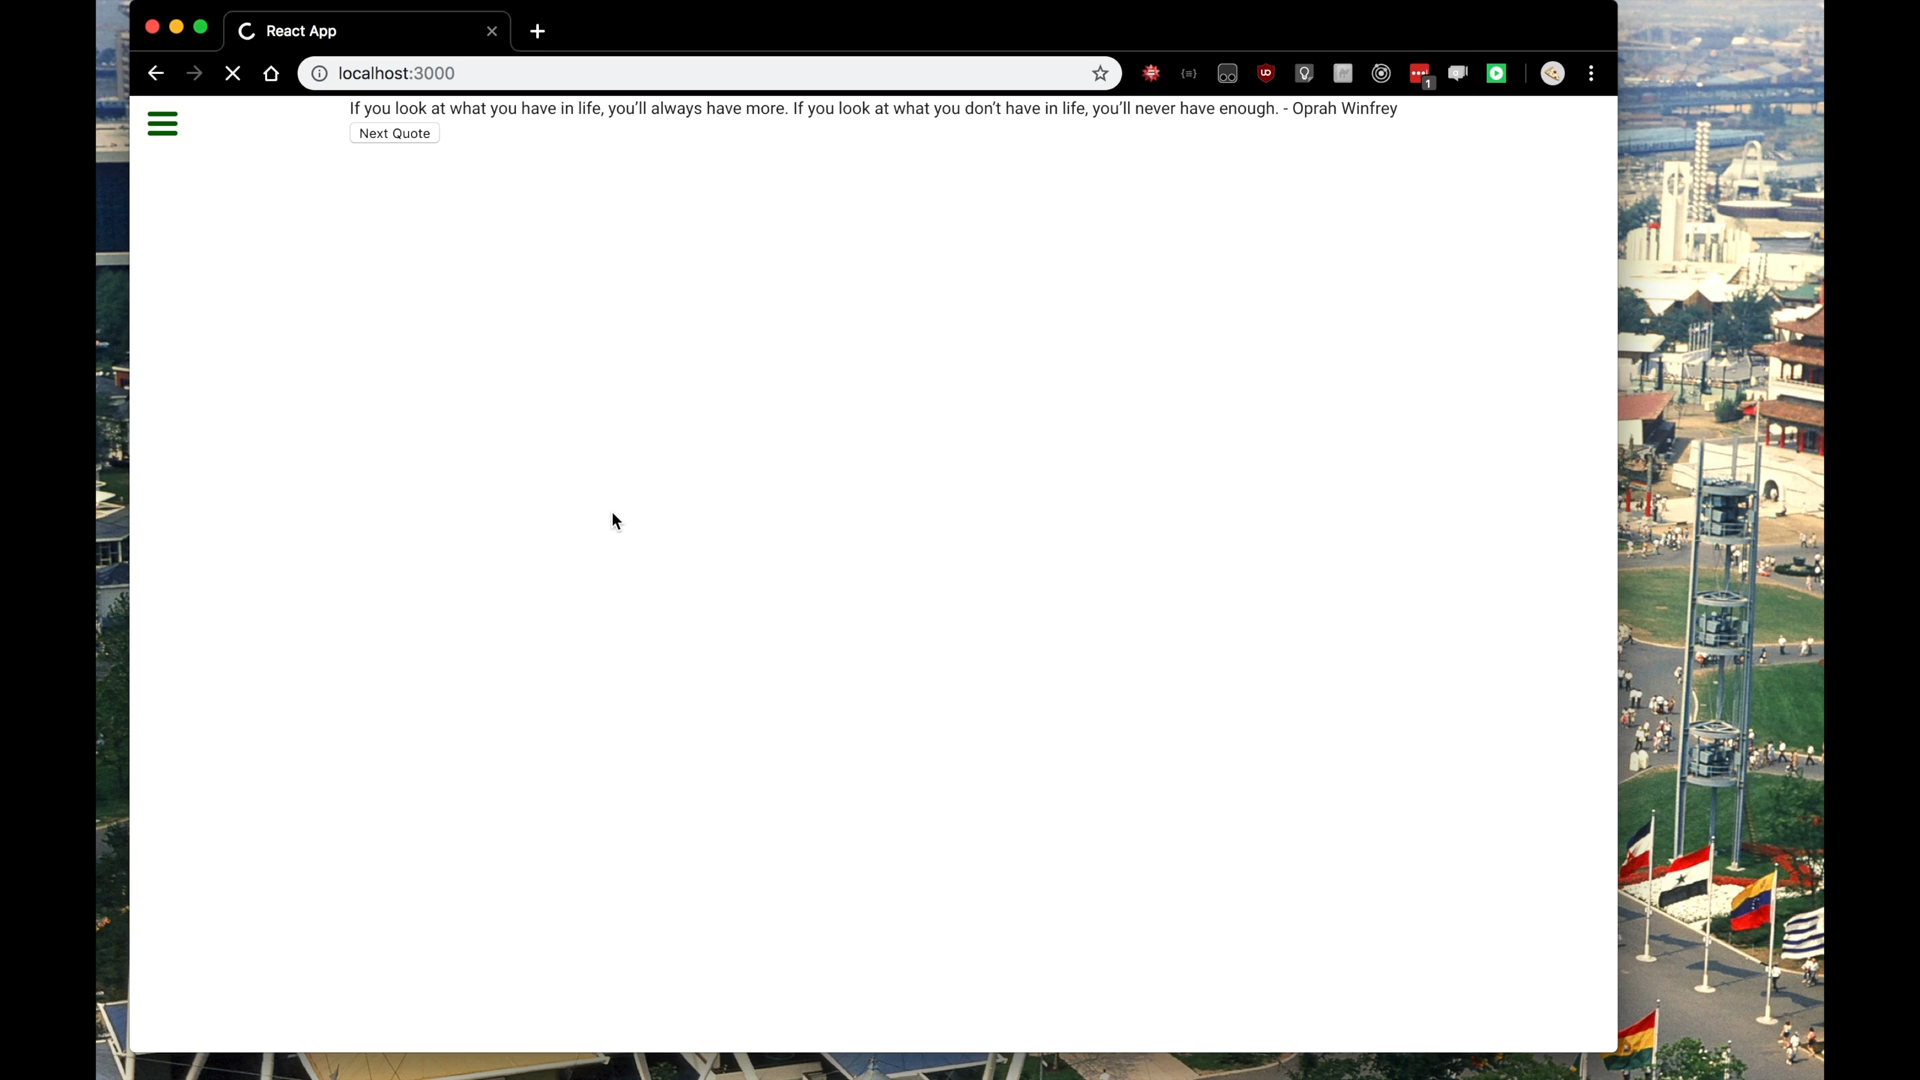 React App
localhost:3000
1
If you look at what you have in life, you’ll always have more. If you look at what you don’t have in life, you’ll never have enough. - Oprah Winfrey
Next Quote